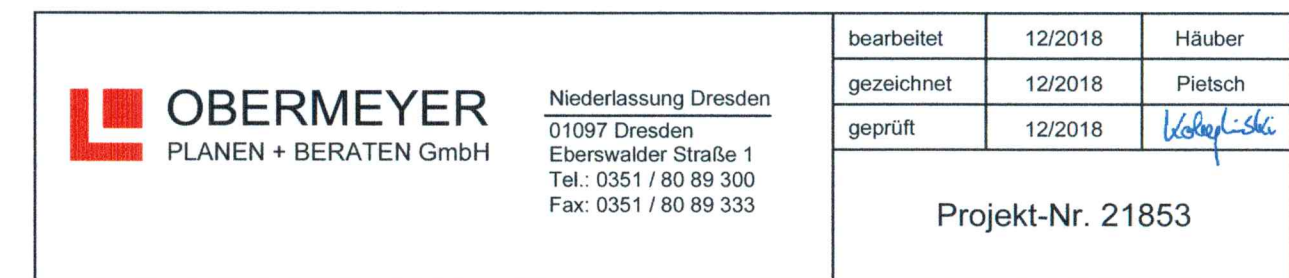 OBERMEYER
PLANEN + BERATEN GmbH
Niederlassung Dresden
01097 Dresden
Eberswalder Straße 1
Tel.: 0351 / 80 89 300
Fax: 0351 / 80 89 333
bearbeitet 12/2018 Häuber
gezeichnet 12/2018 Pietsch
geprüft 12/2018
Projekt-Nr. 21853